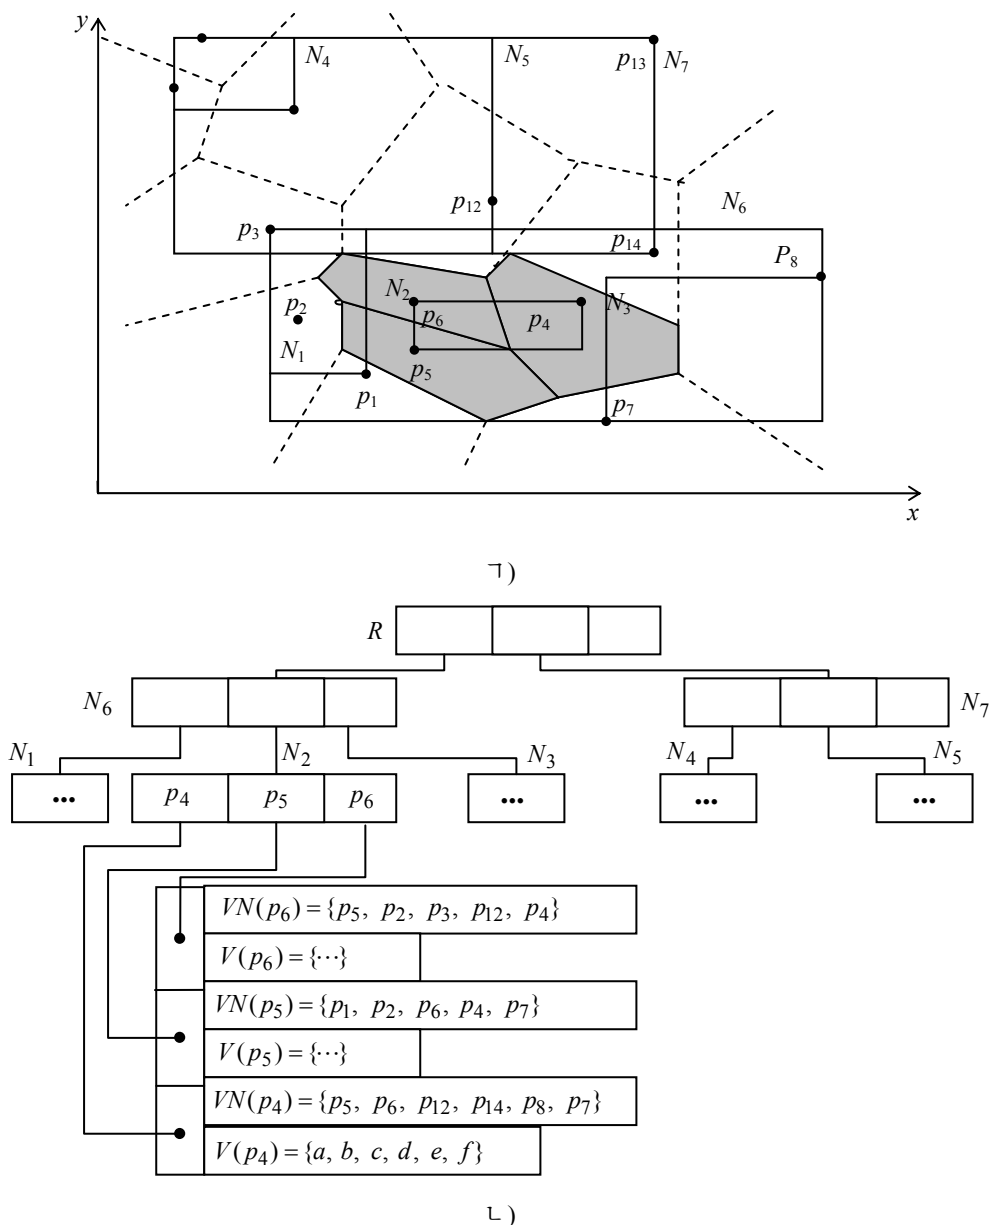 y
N4 N5 p13 N7
p12 N6
p3 p14 P8
N2 N3
p2 p6 p4
N1 p5
p1 p7
x
ㄱ)
R
N6 N7
N1 N2 N3 N4 N5
••• p4 p5 p6 ••• ••• •••
VN(p6) = {p5, p2, p3, p12, p4}
V(p6) = {⋯}
VN(p5) = {p1, p2, p6, p4, p7}
V(p5) = {⋯}
VN(p4) = {p5, p6, p12, p14, p8, p7}
V(p4) = {a, b, c, d, e, f}
ㄴ)